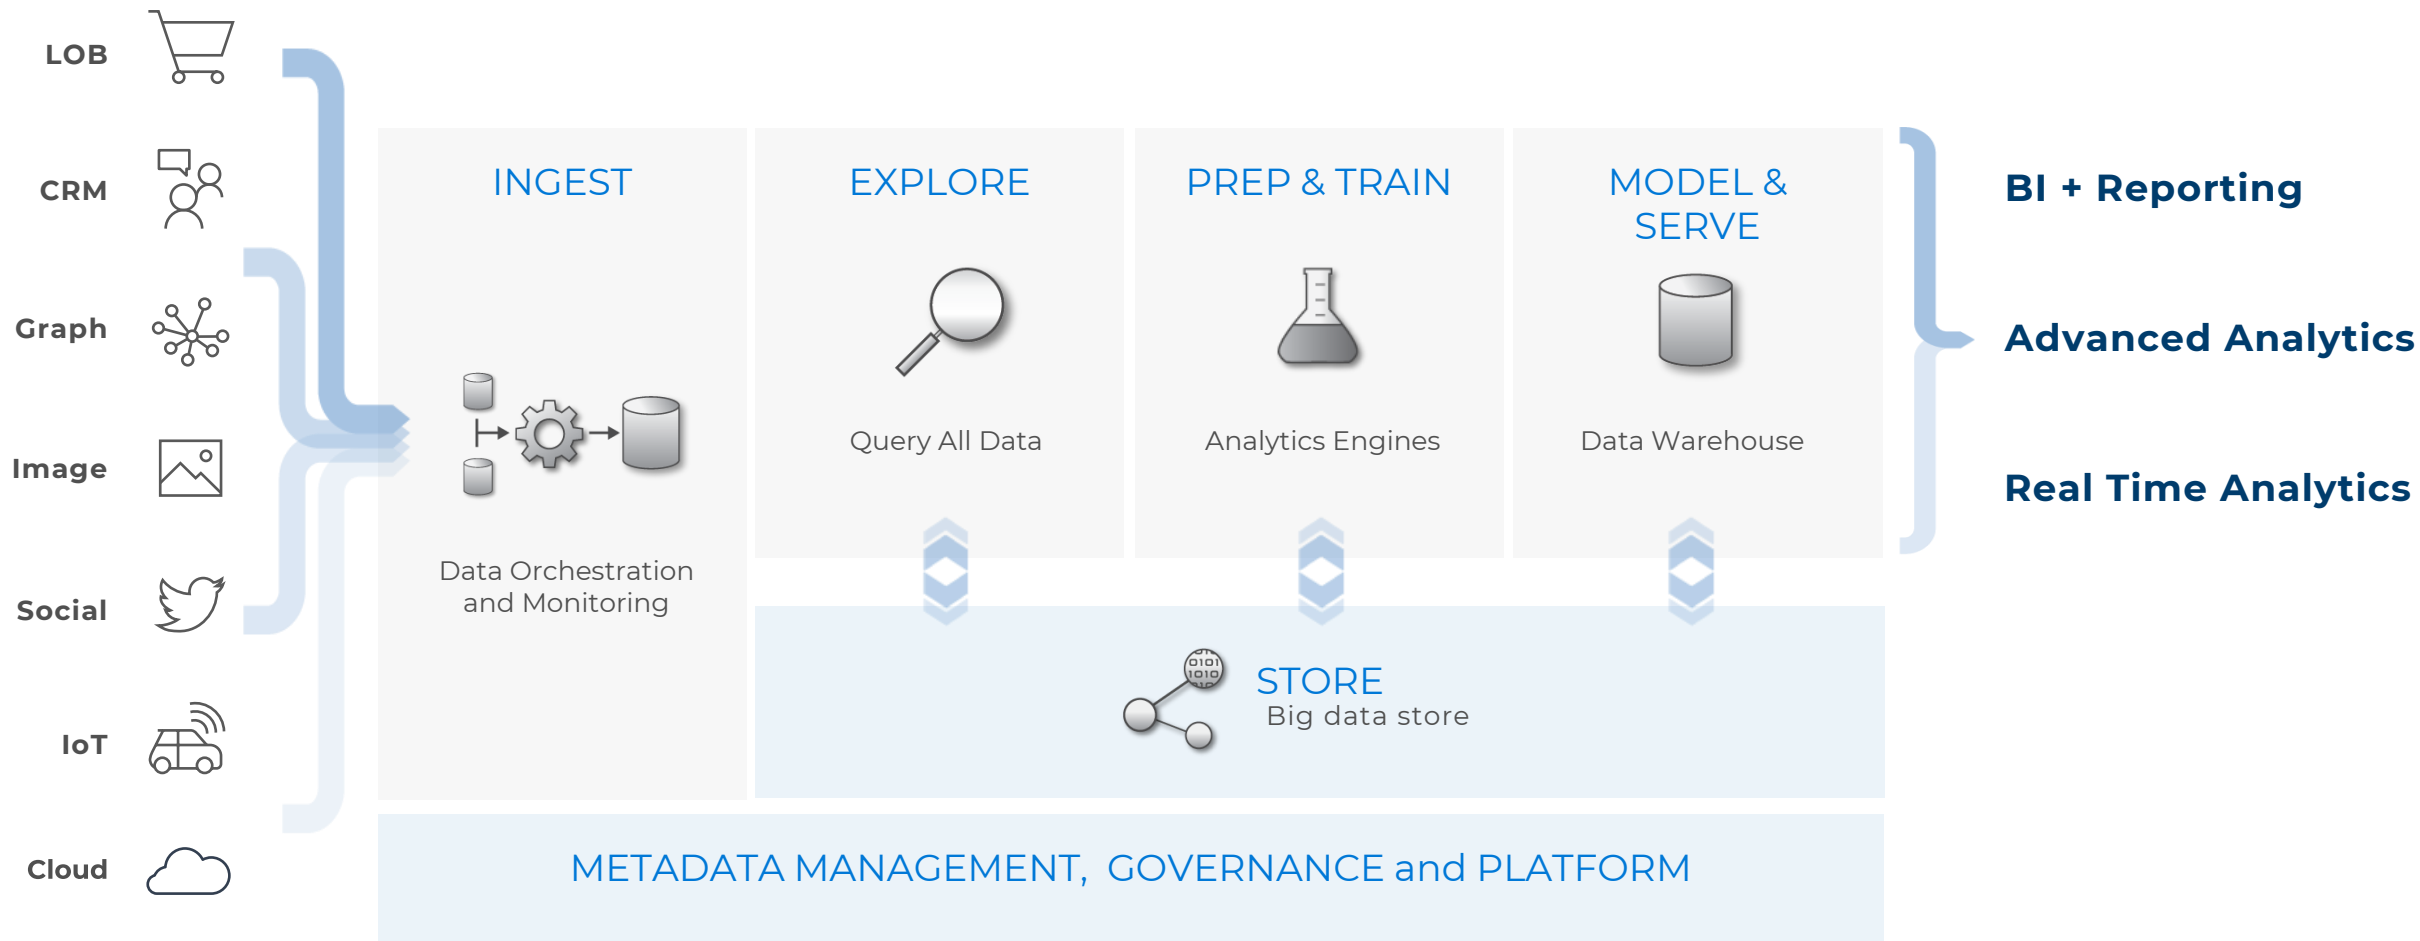 LOB
CRM
Graph
Image
Social
IoT
Cloud
INGEST
Data Orchestration
and Monitoring
EXPLORE
Query All Data
PREP & TRAIN
Analytics Engines
MODEL &
SERVE
Data Warehouse
STORE
Big data store
METADATA MANAGEMENT, GOVERNANCE and PLATFORM
BI + Reporting
Advanced Analytics
Real Time Analytics